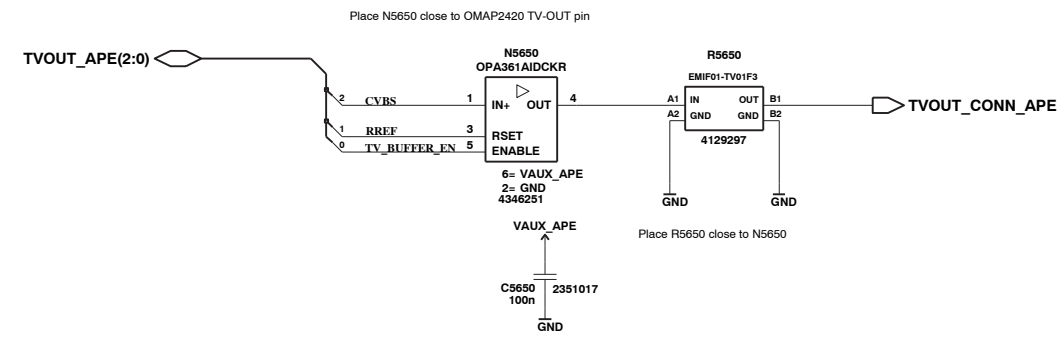 Place N5650 close to OMAP2420 TV-OUT pin
TVOUT_APE(2:0)
N5650
OPA361AIDCKR
R5650
EMIF01-TV01F3
2 CVBS 1 IN+ OUT 4
A1 IN OUT B1
TVOUT_CONN_APE
A2 GND GND B2
1 RREF 3 RSET
0 TV_BUFFER_EN 5 ENABLE
4129297
6= VAUX_APE
2= GND
4346251
GND GND
VAUX_APE
Place R5650 close to N5650
C5650 2351017
100n
GND